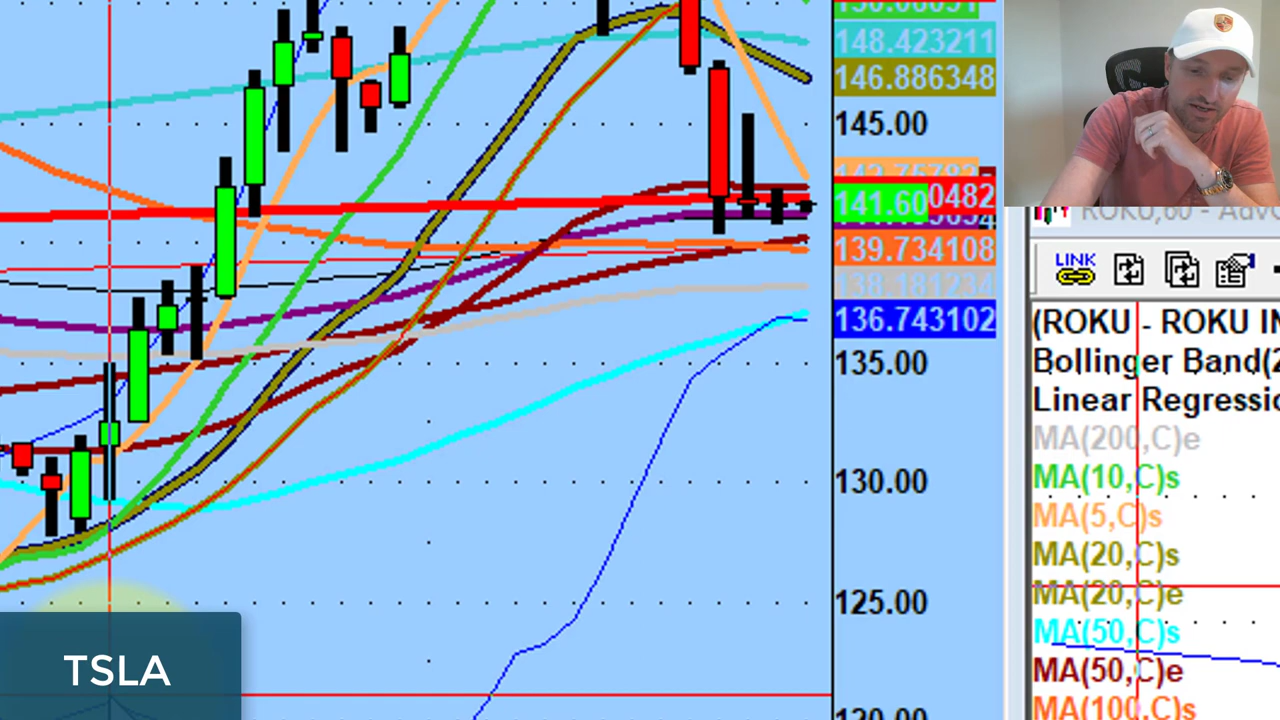 148.423211
146.886348
145.00
141.60
0482
139.734108
138.181234
136.743102
135.00
130.00
125.00
TSLA
ROKU,60 - Adv
LINK
(ROKU - ROKU IN
Bollinger Band(2
Linear Regressio
MA(200,C)e
MA(10,C)s
MA(5,C)s
MA(20,C)s
MA(20,C)e
MA(50,C)s
MA(50,C)e
MA(100,C)s